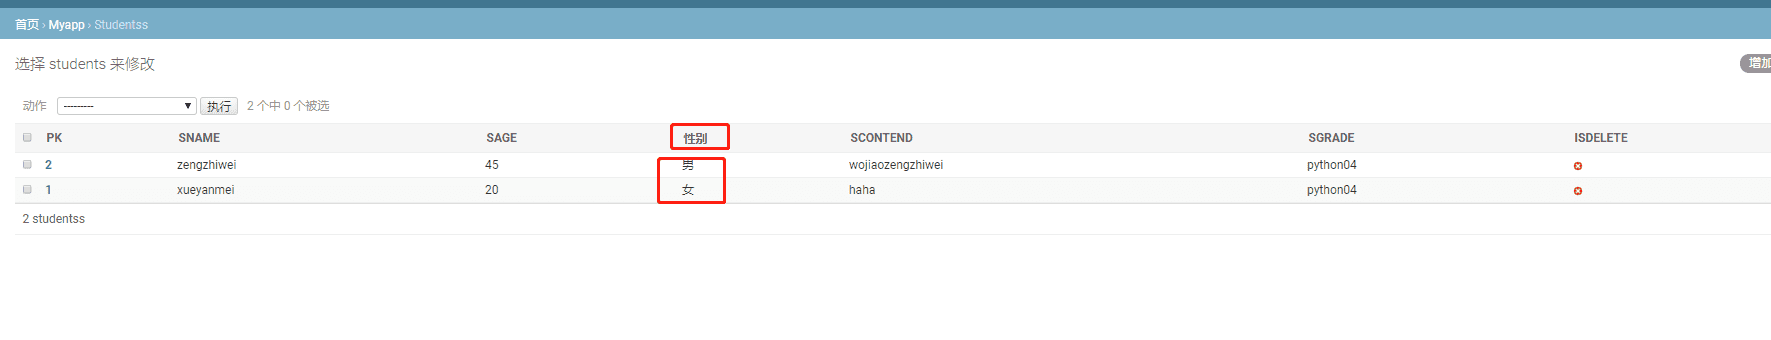 首页 › Myapp › Studentss
选择 students 来修改
增加
动作 --------- 执行 2 个中 0 个被选
PK SNAME SAGE 性别 SCONTEND SGRADE ISDELETE
2 zengzhiwei 45 男 wojiaozengzhiwei python04
1 xueyanmei 20 女 haha python04
2 studentss